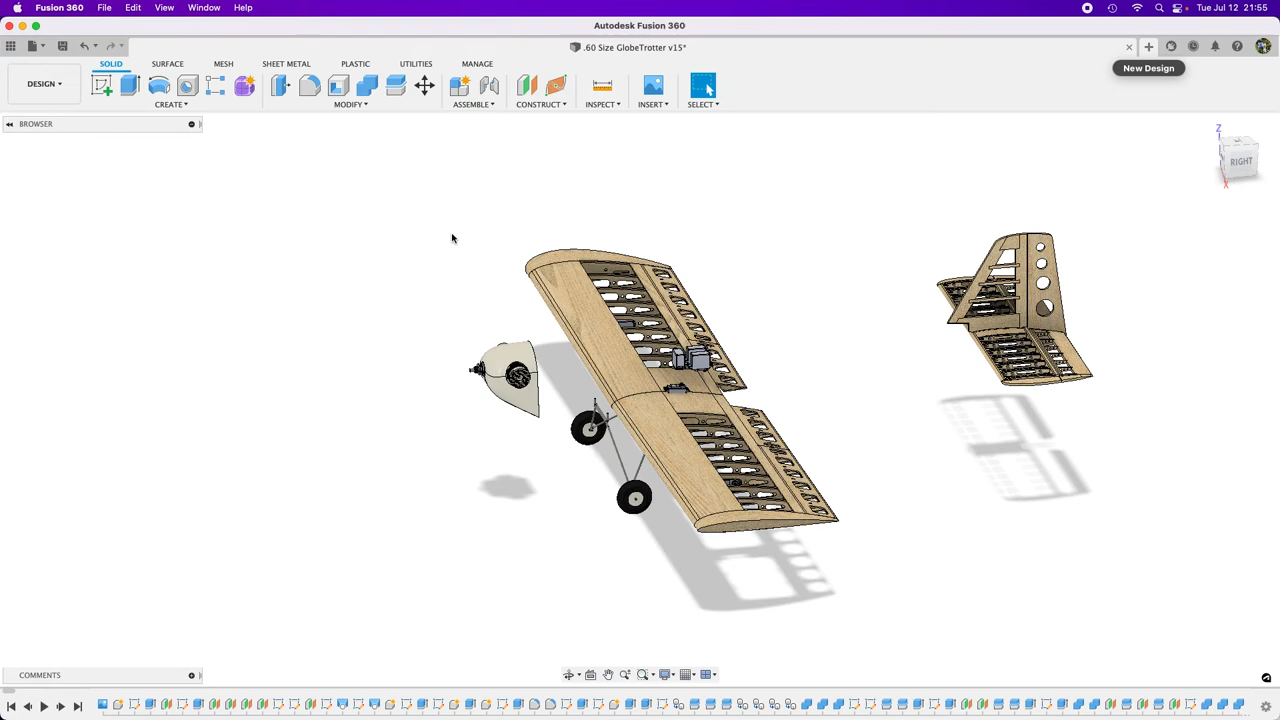 Fusion 360 File Edit View Window Help Tue Jul 12 21:55
Autodesk Fusion 360
.60 Size GlobeTrotter v15*
New Design
SOLID SURFACE MESH SHEET METAL PLASTIC UTILITIES MANAGE
DESIGN
CREATE MODIFY ASSEMBLE CONSTRUCT INSPECT INSERT SELECT
BROWSER
Z
RIGHT
X
COMMENTS